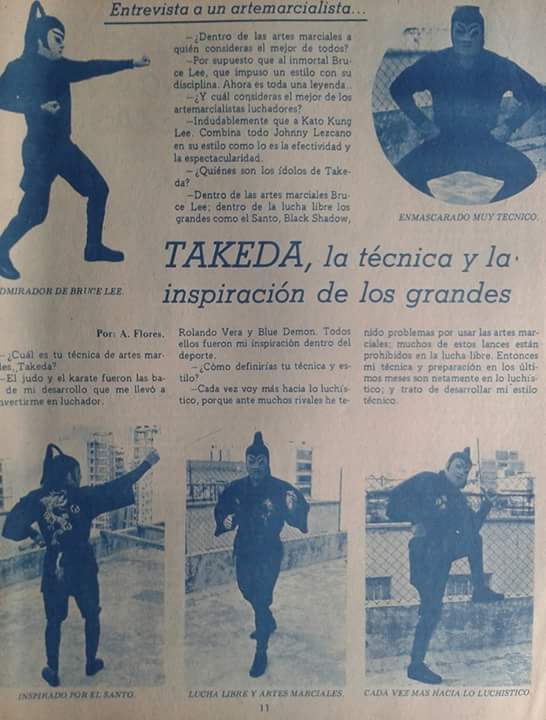 Entrevista a un artemarcialista...
—¿Dentro de las artes marciales a
quién consideras el mejor de todos?
—Por supuesto que al inmortal Bru-
ce Lee, que impuso un estilo con su
disciplina. Ahora es toda una leyenda..
—¿Y cuál consideras el mejor de los
artemarcialistas luchadores?
—Indudablemente que a Kato Kung
Lee. Combina todo Johnny Lezcano
en su estilo como lo es la efectividad y
la espectacularidad.
—¿Quiénes son los ídolos de Take-
da?
—Dentro de las artes marciales Bru-
ce Lee; dentro de la lucha libre los
grandes como el Santo, Black Shadow,
ENMASCARADO MUY TECNICO.
DMIRADOR DE BRUCE LEE.
TAKEDA, la técnica y la
inspiración de los grandes
Por: A. Flores.
—¿Cuál es tu técnica de artes mar-
les, Takeda?
—El judo y el karate fueron las ba-
de mi desarrollo que me llevó a
nvertirme en luchador.
Rolando Vera y Blue Demon. Todos
ellos fueron mi inspiración dentro del
deporte.
—¿Cómo definirías tu técnica y es-
tilo?
—Cada vez voy más hacia lo luchís-
tico, porque ante muchos rivales he te-
nido problemas por usar las artes mar-
ciales; muchos de estos lances están
prohibidos en la lucha libre. Entonces
mi técnica y preparación en los últi-
mos meses son netamente en lo luchís-
tico; y trato de desarrollar mi estilo
técnico.
INSPIRADO POR EL SANTO.
LUCHA LIBRE Y ARTES MARCIALES.
CADA VEZ MAS HACIA LO LUCHISTICO.
11